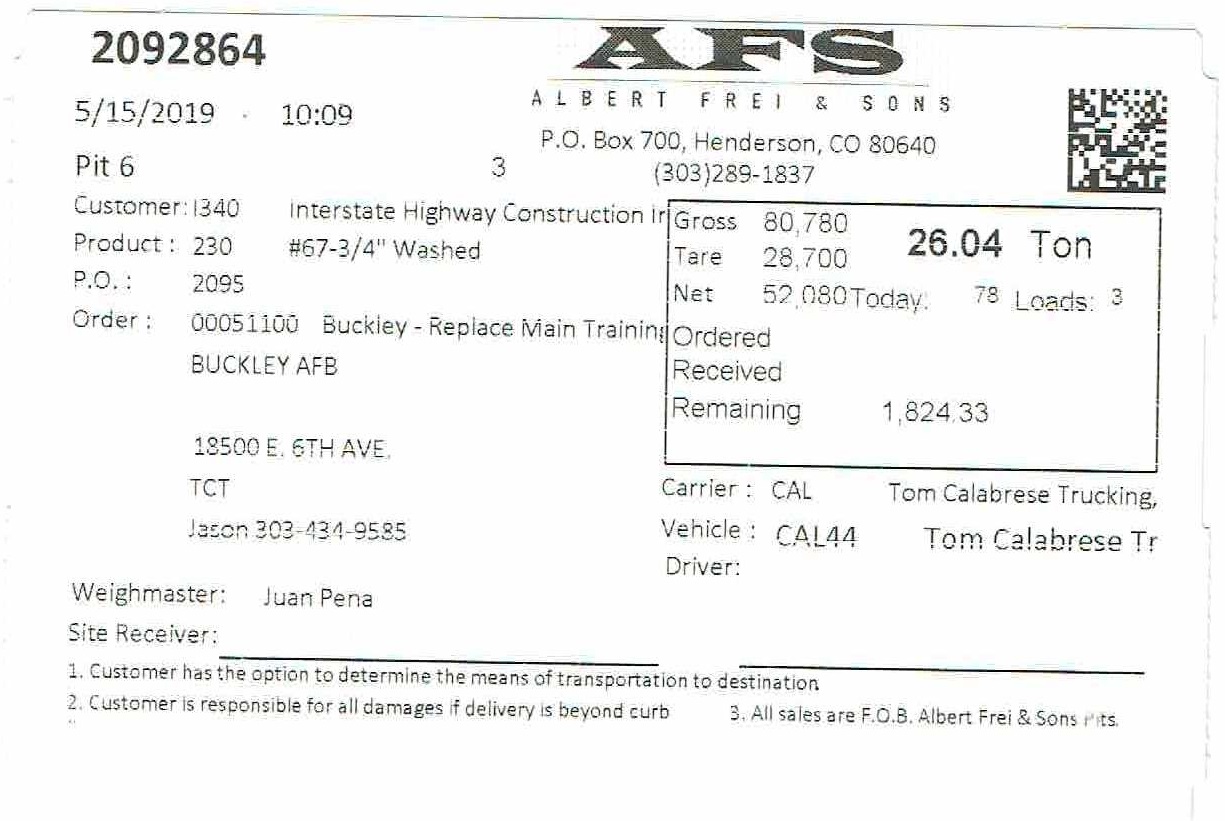 2092864
AFS
ALBERT FREI & SONS
5/15/2019 10:09
P.O. Box 700, Henderson, CO 80640
Pit 6 3 (303)289-1837
Customer: I340 Interstate Highway Construction Ir
Product : 230 #67-3/4" Washed
P.O. : 2095
Order : 00051100 Buckley - Replace Main Training
BUCKLEY AFB
18500 E. 6TH AVE.
TCT
Jason 303-434-9585
Gross 80,780 26.04 Ton
Tare 28,700
Net 52,080 Today: 78 Loads: 3
Ordered
Received
Remaining 1,824.33
Carrier : CAL Tom Calabrese Trucking,
Vehicle : CAL44 Tom Calabrese Tr
Driver:
Weighmaster: Juan Pena
Site Receiver:
1. Customer has the option to determine the means of transportation to destination
2. Customer is responsible for all damages if delivery is beyond curb 3. All sales are F.O.B. Albert Frei & Sons Pits.